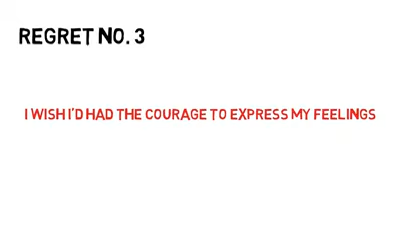 REGRET NO. 3
I WISH I'D HAD THE COURAGE TO EXPRESS MY FEELINGS